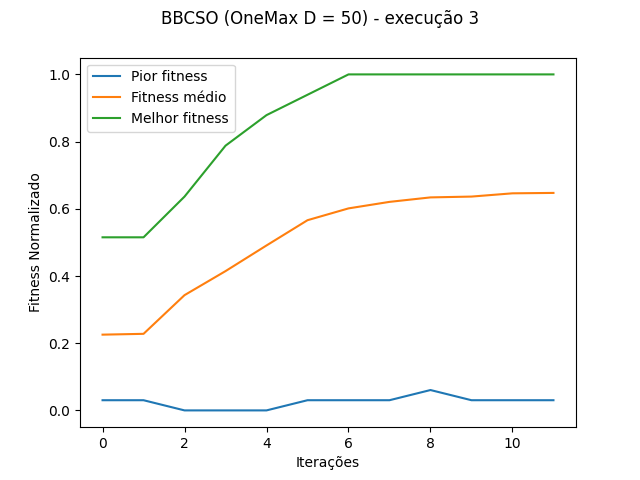 BBCSO (OneMax D = 50) - execução 3
Pior fitness
Fitness médio
Melhor fitness
Fitness Normalizado
1.0
0.8
0.6
0.4
0.2
0.0
0 2 4 6 8 10
Iterações